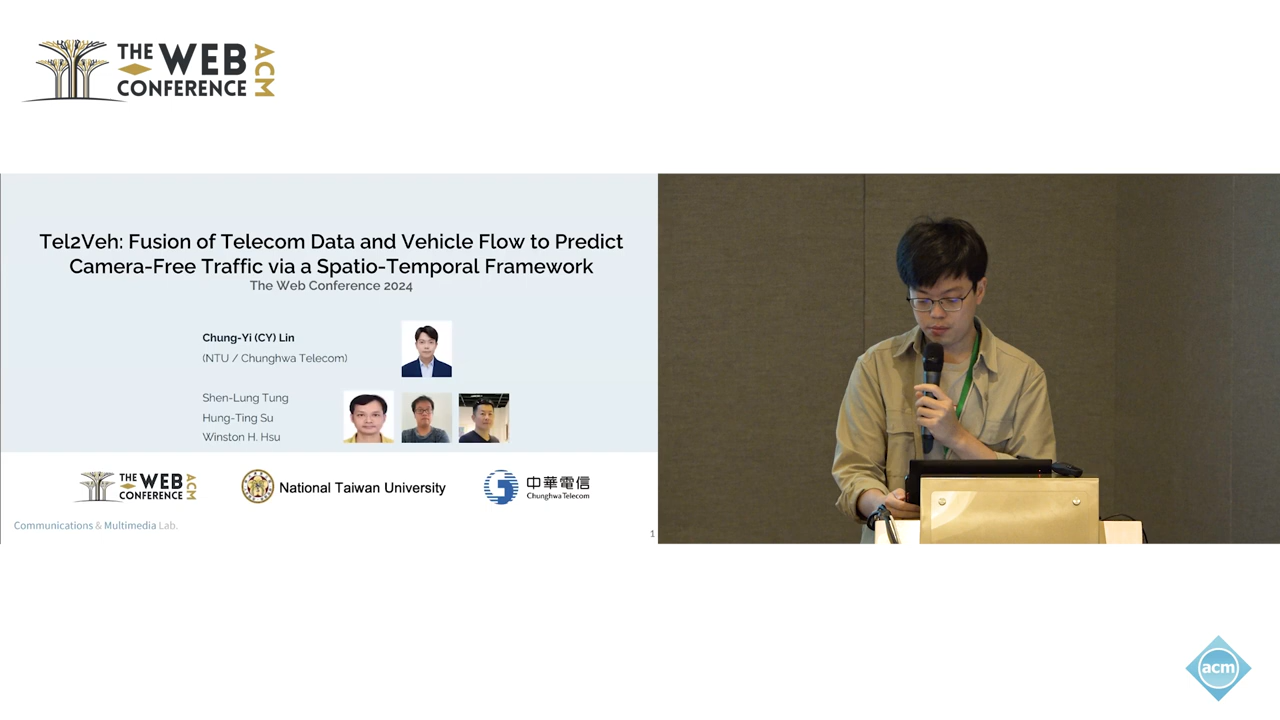 THE WEB
CONFERENCE
ACM
Tel2Veh: Fusion of Telecom Data and Vehicle Flow to Predict
Camera-Free Traffic via a Spatio-Temporal Framework
The Web Conference 2024
Chung-Yi (CY) Lin
(NTU / Chunghwa Telecom)
Shen-Lung Tung
Hung-Ting Su
Winston H. Hsu
THE WEB
CONFERENCE
ACM
National Taiwan University
中華電信
Chunghwa Telecom
Communications & Multimedia Lab.
1
acm